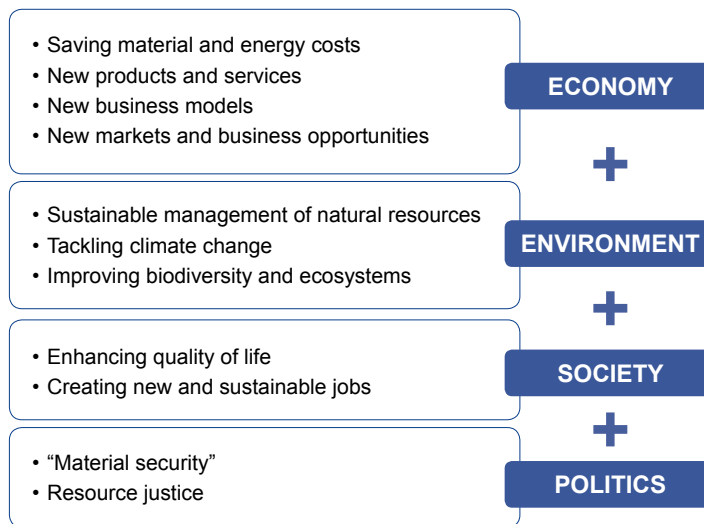 • Saving material and energy costs
• New products and services
• New business models
• New markets and business opportunities
ECONOMY
+
• Sustainable management of natural resources
• Tackling climate change
• Improving biodiversity and ecosystems
ENVIRONMENT
+
• Enhancing quality of life
• Creating new and sustainable jobs
SOCIETY
+
• “Material security”
• Resource justice
POLITICS